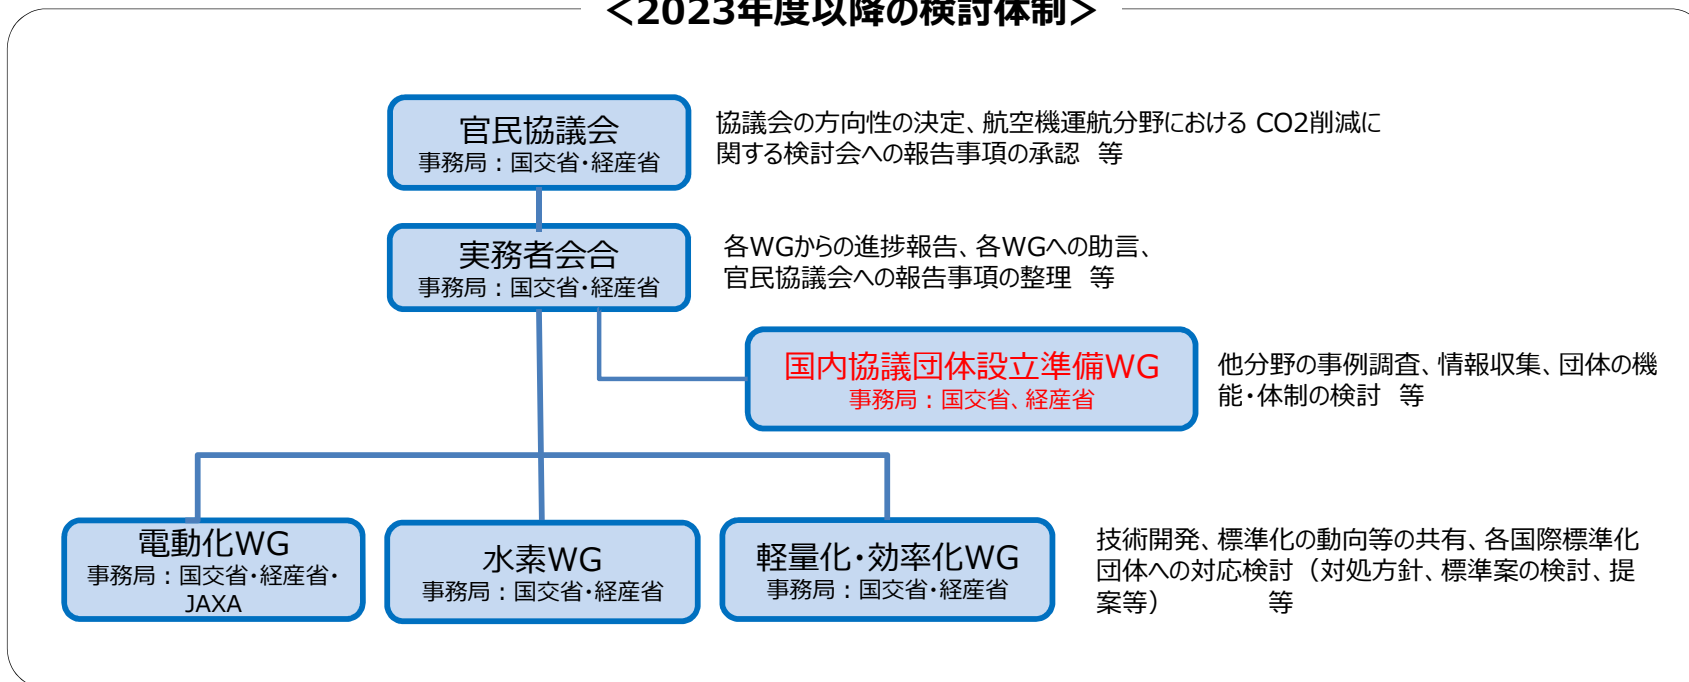 <2023年度以降の検討体制>
官民協議会
事務局：国交省・経産省
協議会の方向性の決定、航空機運航分野における CO2削減に
関する検討会への報告事項の承認　等
実務者会合
事務局：国交省・経産省
各WGからの進捗報告、各WGへの助言、
官民協議会への報告事項の整理　等
国内協議団体設立準備WG
事務局：国交省、経産省
他分野の事例調査、情報収集、団体の機
能・体制の検討　等
電動化WG
事務局：国交省・経産省・
JAXA
水素WG
事務局：国交省・経産省
軽量化・効率化WG
事務局：国交省・経産省
技術開発、標準化の動向等の共有、各国際標準化
団体への対応検討（対処方針、標準案の検討、提
案等）　　　　等